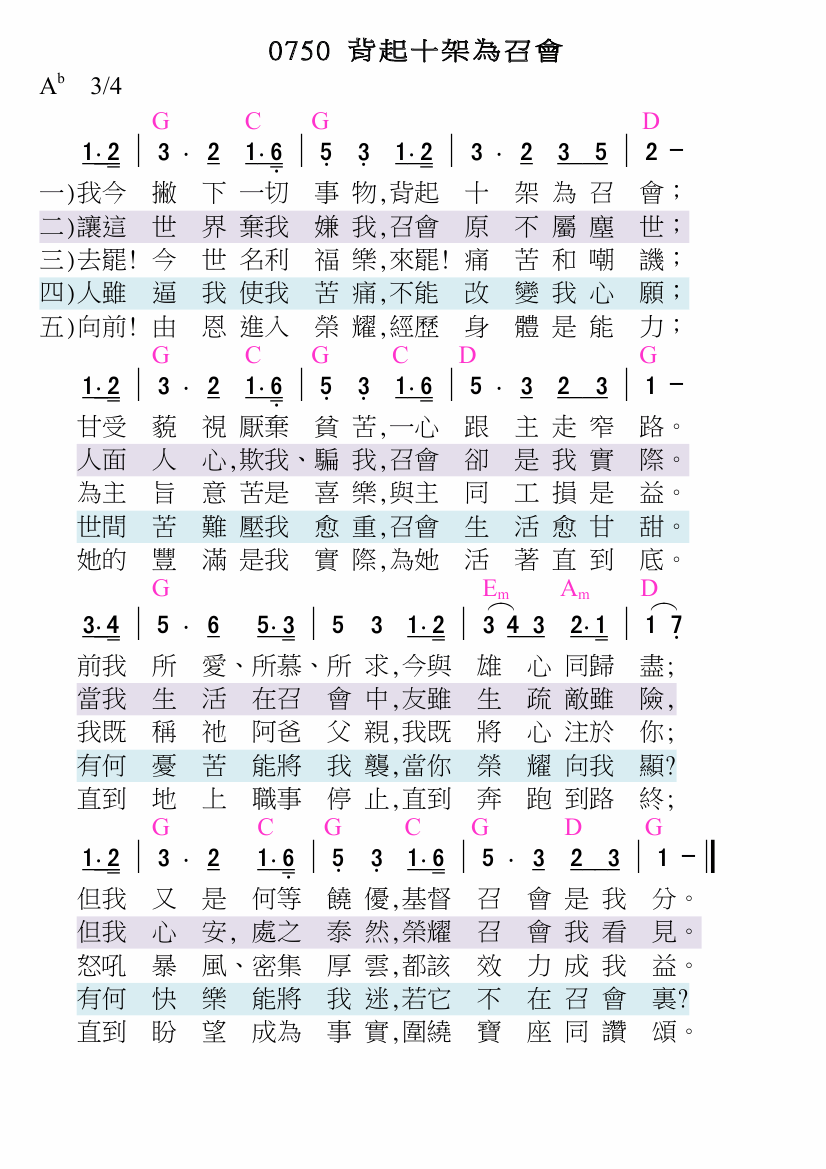 0750 背起十架為召會
Ab 3/4
G C G D
1· 2 | 3 · 2 1· 6 | 5 3 1· 2 | 3 · 2 3 5 | 2 −
一)我今 撇 下 一切 事 物,背起 十 架 為 召 會；
二)讓這 世 界 棄我 嫌 我,召會 原 不 屬 塵 世；
三)去罷! 今 世 名利 福 樂,來罷! 痛 苦 和 嘲 譏；
四)人雖 逼 我 使我 苦 痛,不能 改 變 我 心 願；
五)向前! 由 恩 進入 榮 耀,經歷 身 體 是 能 力；
G C G C D G
1· 2 | 3 · 2 1· 6 | 5 3 1· 6 | 5 · 3 2 3 | 1 −
甘受 藐 視 厭棄 貧 苦,一心 跟 主 走 窄 路。
人面 人 心,欺我、騙 我,召會 卻 是 我 實 際。
為主 旨 意 苦是 喜 樂,與主 同 工 損 是 益。
世間 苦 難 壓我 愈 重,召會 生 活 愈 甘 甜。
她的 豐 滿 是我 實 際,為她 活 著 直 到 底。
G Em Am D
3· 4 | 5 · 6 5· 3 | 5 3 1· 2 | 3 4 3 2· 1 | 1 7
前我 所 愛、所慕、所 求,今與 雄 心 同歸 盡;
當我 生 活 在召 會 中,友雖 生 疏 敵雖 險,
我既 稱 祂 阿爸 父 親,我既 將 心 注於 你;
有何 憂 苦 能將 我 襲,當你 榮 耀 向我 顯?
直到 地 上 職事 停 止,直到 奔 跑 到路 終;
G C G C G D G
1· 2 | 3 · 2 1· 6 | 5 3 1· 6 | 5 · 3 2 3 | 1 − ‖
但我 又 是 何等 饒 優,基督 召 會 是 我 分。
但我 心 安, 處之 泰 然,榮耀 召 會 我 看 見。
怒吼 暴 風、密集 厚 雲,都該 效 力 成 我 益。
有何 快 樂 能將 我 迷,若它 不 在 召 會 裏?
直到 盼 望 成為 事 實,圍繞 寶 座 同 讚 頌。